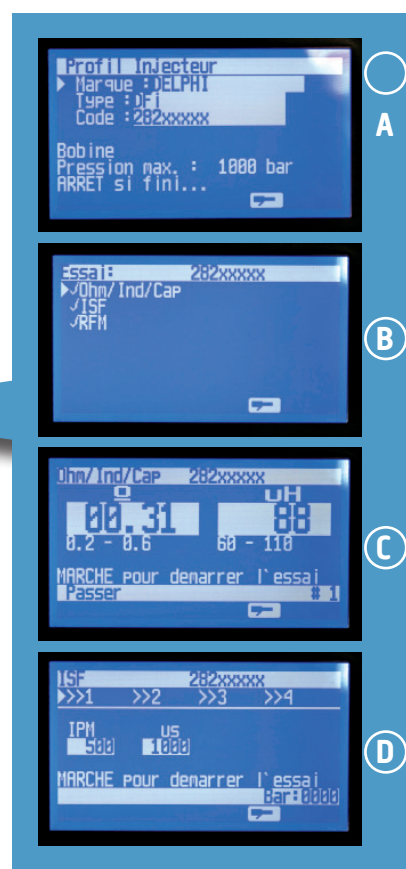 Profil Injecteur
Marque :DELPHI
Type :DFi
Code :282xxxxx
Bobine
Pression max. : 1000 bar
ARRET si fini...
A
Essai: 282xxxxx
√Ohm/Ind/Cap
√ISF
√RFM
B
Ohm/Ind/Cap 282xxxxx
Ω uH
00.31 88
0.2 - 0.6 60 - 110
MARCHE pour demarrer l`essai
Passer # 1
C
ISF 282xxxxx
>>>1 >>2 >>3 >>4
IPM us
500 1000
MARCHE pour demarrer l`essai
Bar:0000
D